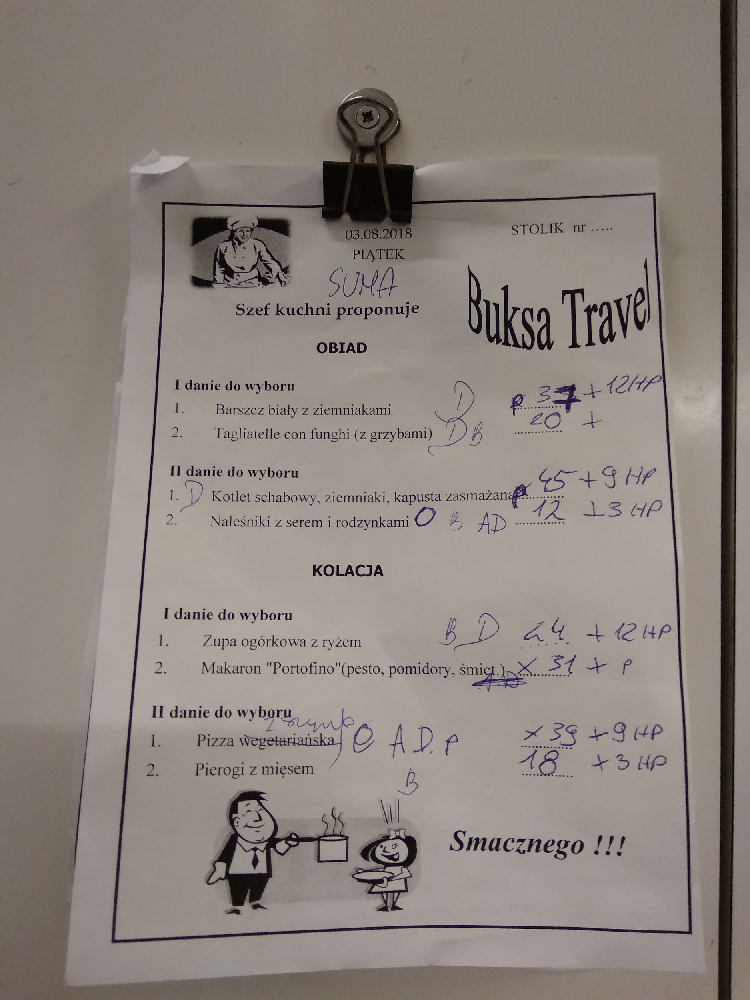 03.08.2018
STOLIK nr .....
PIĄTEK
SUMA
Buksa Travel
Szef kuchni proponuje
OBIAD
I danie do wyboru
1. Barszcz biały z ziemniakami D p 37 + 12 HP
2. Tagliatelle con funghi (z grzybami) D B 20 +
II danie do wyboru
1. D Kotlet schabowy, ziemniaki, kapusta zasmażana p 45 + 9 HP
2. Naleśniki z serem i rodzynkami O B AD 12 + 3 HP
KOLACJA
I danie do wyboru
1. Zupa ogórkowa z ryżem B D 24 + 12 HP
2. Makaron "Portofino"(pesto, pomidory, śmiet.) x 31 + P
AD
II danie do wyboru
z szynką
1. Pizza wegetariańska O A D. P x 39 + 9 HP
2. Pierogi z mięsem B 18 + 3 HP
Smacznego !!!